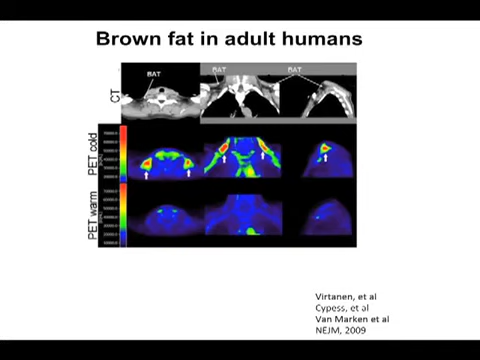 Brown fat in adult humans
BAT
BAT
BAT
CT
PET cold
PET warm
Virtanen, et al
Cypess, et al
Van Marken et al
NEJM, 2009